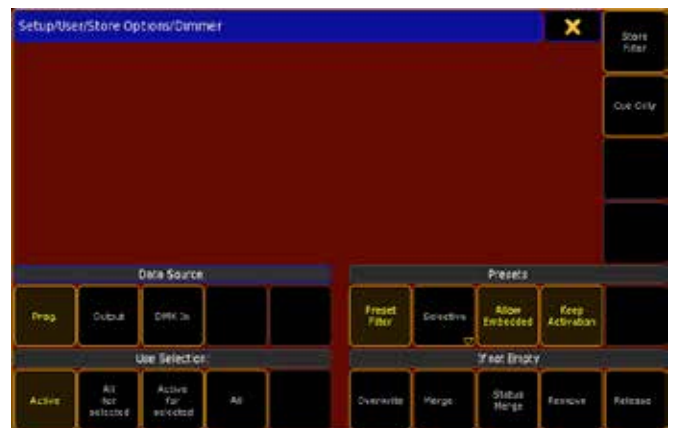 Setup/User/Store Options/Dimmer
Store
Filter
Cue Only
Data Source
Presets
Prog.
Output
DMX In
Preset
Filter
Selective
Allow
Embedded
Keep
Activation
Use Selection
If not Empty
Active
All
for
selected
Active
for
selected
All
Overwrite
Merge
Status
Merge
Remove
Release